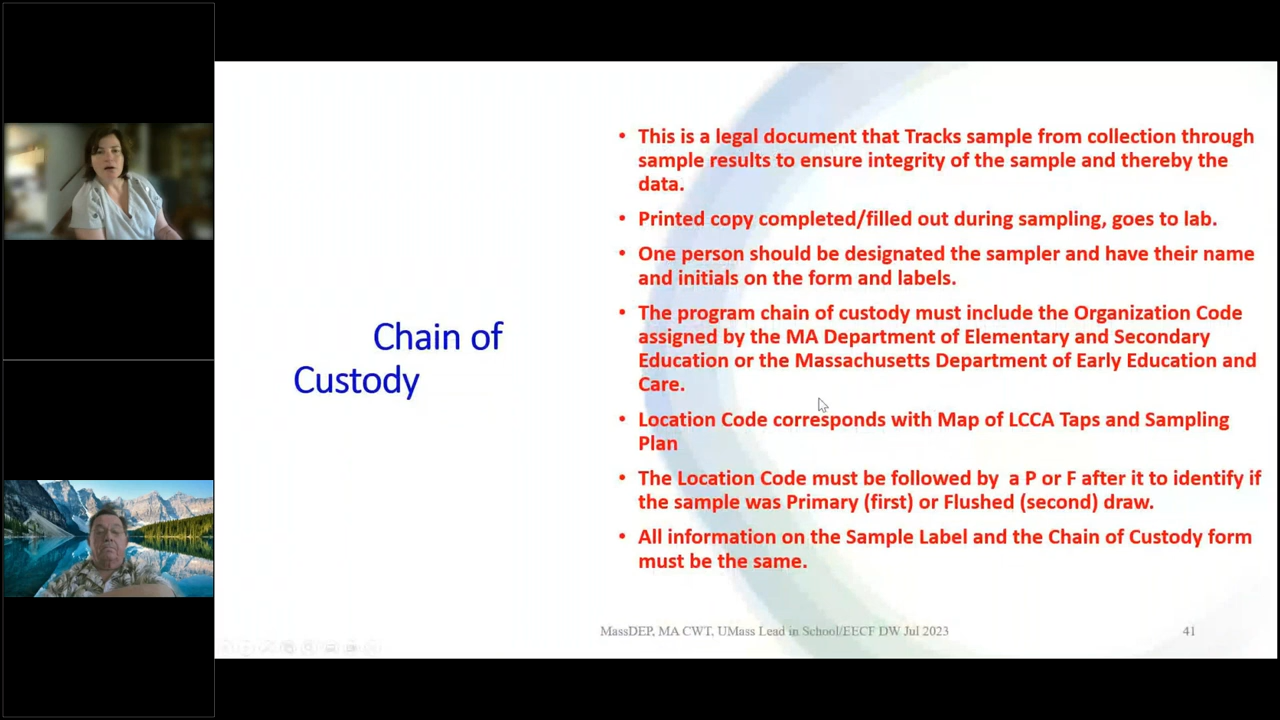 Chain of
Custody
• This is a legal document that Tracks sample from collection through
sample results to ensure integrity of the sample and thereby the
data.
• Printed copy completed/filled out during sampling, goes to lab.
• One person should be designated the sampler and have their name
and initials on the form and labels.
• The program chain of custody must include the Organization Code
assigned by the MA Department of Elementary and Secondary
Education or the Massachusetts Department of Early Education and
Care.
• Location Code corresponds with Map of LCCA Taps and Sampling
Plan
• The Location Code must be followed by  a P or F after it to identify if
the sample was Primary (first) or Flushed (second) draw.
• All information on the Sample Label and the Chain of Custody form
must be the same.
MassDEP, MA CWT, UMass Lead in School/EECF DW Jul 2023
41